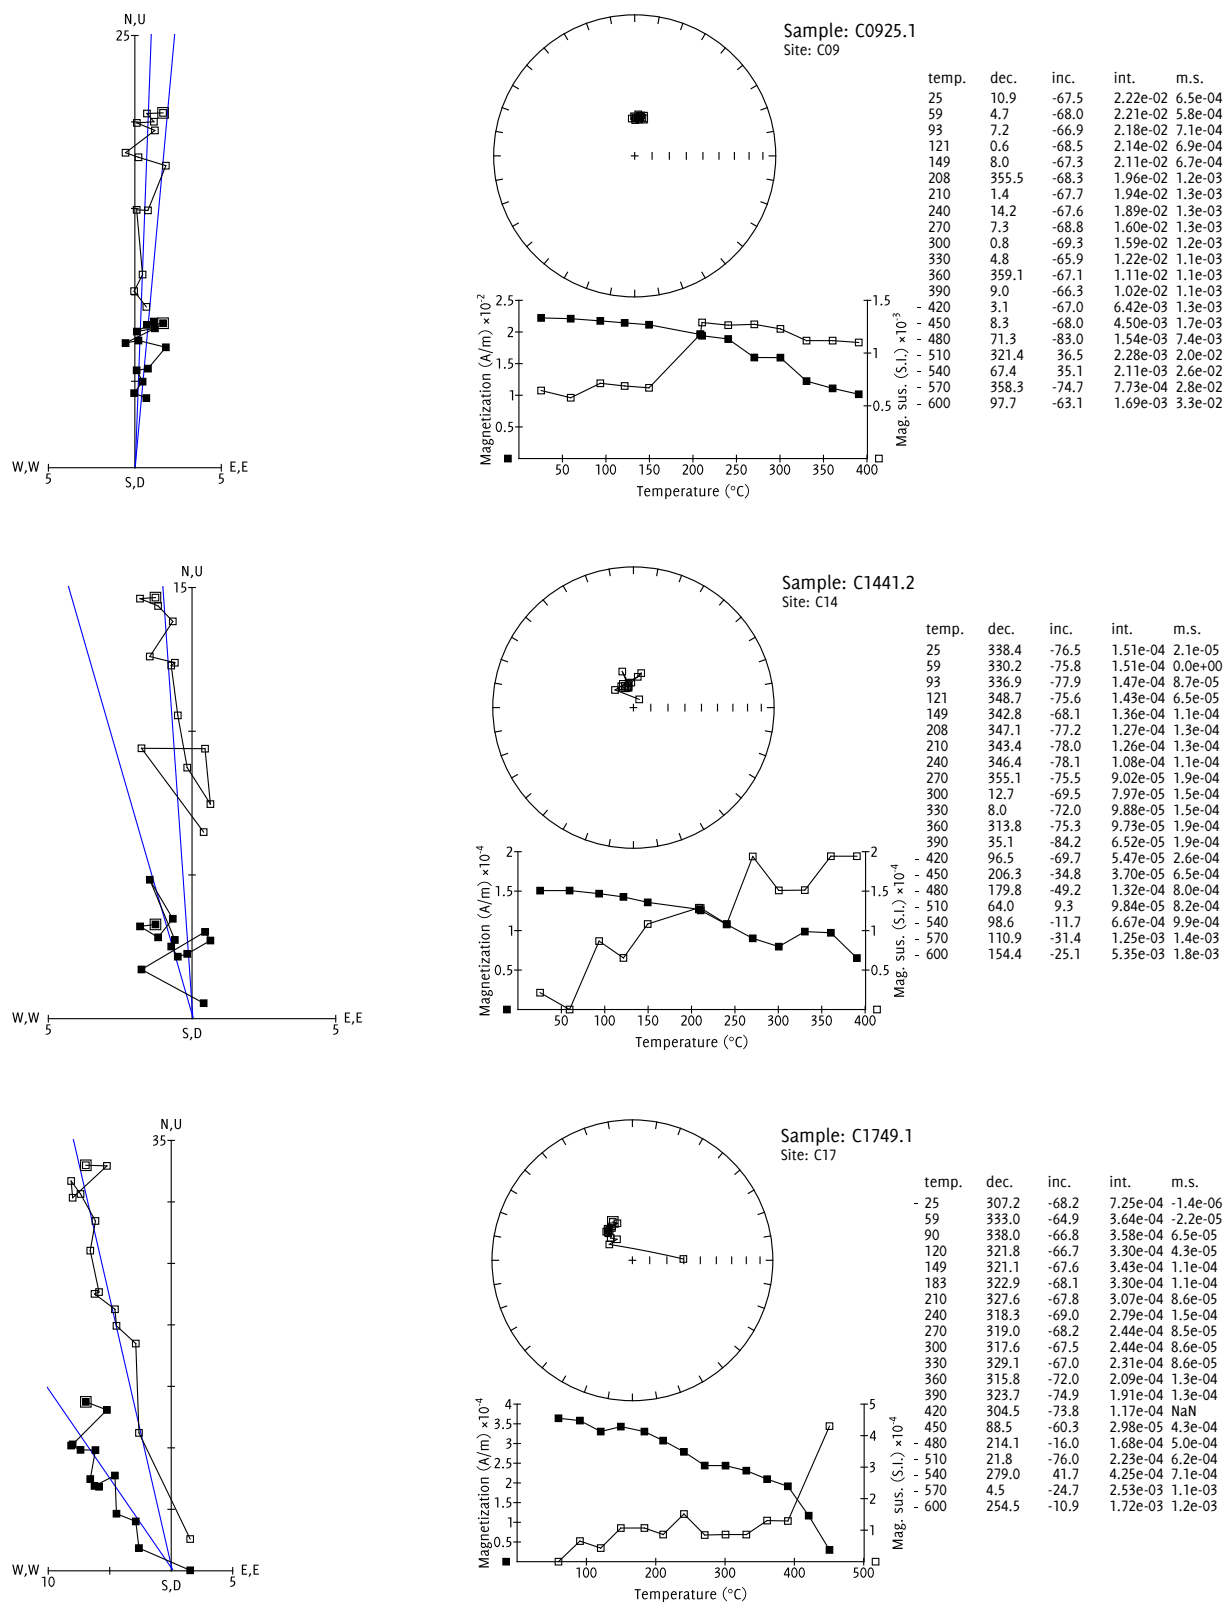 N,U
25
W,W
5
S,D
5
E,E
Sample: C0925.1
Site: C09
2.5
2
1.5
1
0.5
Magnetization (A/m) ×10-2
1.5
1
0.5
Mag. sus. (S.I.) ×10-3
50 100 150 200 250 300 350 400
Temperature (°C)
temp. dec. inc. int. m.s.
25 10.9 -67.5 2.22e-02 6.5e-04
59 4.7 -68.0 2.21e-02 5.8e-04
93 7.2 -66.9 2.18e-02 7.1e-04
121 0.6 -68.5 2.14e-02 6.9e-04
149 8.0 -67.3 2.11e-02 6.7e-04
208 355.5 -68.3 1.96e-02 1.2e-03
210 1.4 -67.7 1.94e-02 1.3e-03
240 14.2 -67.6 1.89e-02 1.3e-03
270 7.3 -68.8 1.60e-02 1.3e-03
300 0.8 -69.3 1.59e-02 1.2e-03
330 4.8 -65.9 1.22e-02 1.1e-03
360 359.1 -67.1 1.11e-02 1.1e-03
390 9.0 -66.3 1.02e-02 1.1e-03
- 420 3.1 -67.0 6.42e-03 1.3e-03
- 450 8.3 -68.0 4.50e-03 1.7e-03
- 480 71.3 -83.0 1.54e-03 7.4e-03
- 510 321.4 36.5 2.28e-03 2.0e-02
- 540 67.4 35.1 2.11e-03 2.6e-02
- 570 358.3 -74.7 7.73e-04 2.8e-02
- 600 97.7 -63.1 1.69e-03 3.3e-02
N,U
15
W,W
5
S,D
5
E,E
Sample: C1441.2
Site: C14
2
1.5
1
0.5
Magnetization (A/m) ×10-4
2
1.5
1
0.5
Mag. sus. (S.I.) ×10-4
50 100 150 200 250 300 350 400
Temperature (°C)
temp. dec. inc. int. m.s.
25 338.4 -76.5 1.51e-04 2.1e-05
59 330.2 -75.8 1.51e-04 0.0e+00
93 336.9 -77.9 1.47e-04 8.7e-05
121 348.7 -75.6 1.43e-04 6.5e-05
149 342.8 -68.1 1.36e-04 1.1e-04
208 347.1 -77.2 1.27e-04 1.3e-04
210 343.4 -78.0 1.26e-04 1.3e-04
240 346.4 -78.1 1.08e-04 1.1e-04
270 355.1 -75.5 9.02e-05 1.9e-04
300 12.7 -69.5 7.97e-05 1.5e-04
330 8.0 -72.0 9.88e-05 1.5e-04
360 313.8 -75.3 9.73e-05 1.9e-04
390 35.1 -84.2 6.52e-05 1.9e-04
- 420 96.5 -69.7 5.47e-05 2.6e-04
- 450 206.3 -34.8 3.70e-05 6.5e-04
- 480 179.8 -49.2 1.32e-04 8.0e-04
- 510 64.0 9.3 9.84e-05 8.2e-04
- 540 98.6 -11.7 6.67e-04 9.9e-04
- 570 110.9 -31.4 1.25e-03 1.4e-03
- 600 154.4 -25.1 5.35e-03 1.8e-03
N,U
35
W,W
10
S,D
5
E,E
Sample: C1749.1
Site: C17
4
3.5
3
2.5
2
1.5
1
0.5
Magnetization (A/m) ×10-4
5
4
3
2
1
Mag. sus. (S.I.) ×10-4
100 200 300 400 500
Temperature (°C)
temp. dec. inc. int. m.s.
- 25 307.2 -68.2 7.25e-04 -1.4e-06
59 333.0 -64.9 3.64e-04 -2.2e-05
90 338.0 -66.8 3.58e-04 6.5e-05
120 321.8 -66.7 3.30e-04 4.3e-05
149 321.1 -67.6 3.43e-04 1.1e-04
183 322.9 -68.1 3.30e-04 1.1e-04
210 327.6 -67.8 3.07e-04 8.6e-05
240 318.3 -69.0 2.79e-04 1.5e-04
270 319.0 -68.2 2.44e-04 8.5e-05
300 317.6 -67.5 2.44e-04 8.6e-05
330 329.1 -67.0 2.31e-04 8.6e-05
360 315.8 -72.0 2.09e-04 1.3e-04
390 323.7 -74.9 1.91e-04 1.3e-04
420 304.5 -73.8 1.17e-04 NaN
450 88.5 -60.3 2.98e-05 4.3e-04
- 480 214.1 -16.0 1.68e-04 5.0e-04
- 510 21.8 -76.0 2.23e-04 6.2e-04
- 540 279.0 41.7 4.25e-04 7.1e-04
- 570 4.5 -24.7 2.53e-03 1.1e-03
- 600 254.5 -10.9 1.72e-03 1.2e-03